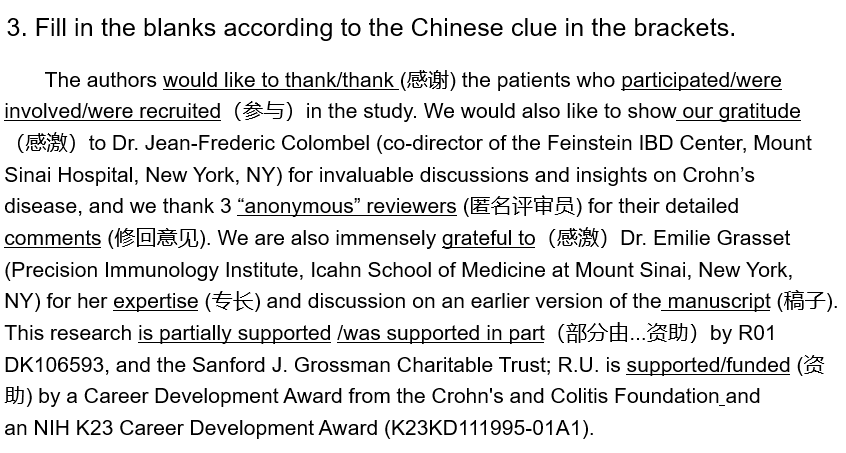 3. Fill in the blanks according to the Chinese clue in the brackets.
The authors would like to thank/thank (感谢) the patients who participated/were
involved/were recruited（参与）in the study. We would also like to show our gratitude
（感激）to Dr. Jean-Frederic Colombel (co-director of the Feinstein IBD Center, Mount
Sinai Hospital, New York, NY) for invaluable discussions and insights on Crohn’s
disease, and we thank 3 “anonymous” reviewers (匿名评审员) for their detailed
comments (修回意见). We are also immensely grateful to（感激）Dr. Emilie Grasset
(Precision Immunology Institute, Icahn School of Medicine at Mount Sinai, New York,
NY) for her expertise (专长) and discussion on an earlier version of the manuscript (稿子).
This research is partially supported /was supported in part（部分由...资助）by R01
DK106593, and the Sanford J. Grossman Charitable Trust; R.U. is supported/funded (资
助) by a Career Development Award from the Crohn's and Colitis Foundation and
an NIH K23 Career Development Award (K23KD111995-01A1).